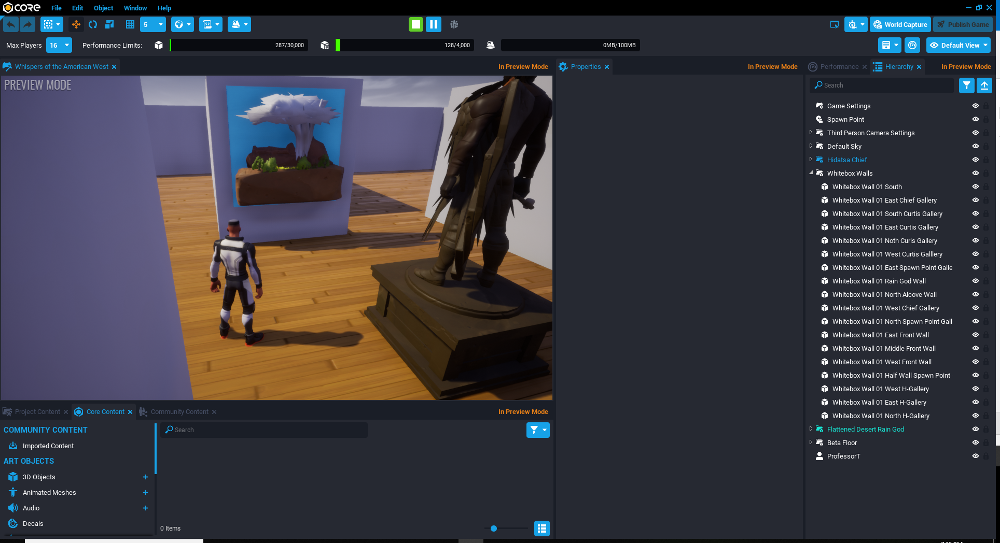 CORE File Edit Object Window Help
5 World Capture Publish Game
Max Players 16 Performance Limits: 287/30,000 128/4,000 0MB/100MB Default View
Whispers of the American West In Preview Mode Properties In Preview Mode Performance Hierarchy In Preview Mode
PREVIEW MODE
Search
Game Settings
Spawn Point
Third Person Camera Settings
Default Sky
Hidatsa Chief
Whitebox Walls
Whitebox Wall 01 South
Whitebox Wall 01 East Chief Gallery
Whitebox Wall 01 South Curtis Gallery
Whitebox Wall 01 East Curtis Gallery
Whitebox Wall 01 Noth Curis Gallery
Whitebox Wall 01 West Curtis Galllery
Whitebox Wall 01 East Spawn Point Galle
Whitebox Wall 01 Rain God Wall
Whitebox Wall 01 North Alcove Wall
Whitebox Wall 01 West Chief Gallery
Whitebox Wall 01 North Spawn Point Gall
Whitebox Wall 01 East Front Wall
Whitebox Wall 01 Middle Front Wall
Whitebox Wall 01 West Front Wall
Whitebox Wall 01 Half Wall Spawn Point
Whitebox Wall 01 West H-Gallery
Whitebox Wall 01 East H-Gallery
Whitebox Wall 01 North H-Gallery
Flattened Desert Rain God
Beta Floor
ProfessorT
Project Content Core Content Community Content In Preview Mode
COMMUNITY CONTENT
Search
Imported Content
ART OBJECTS
3D Objects
Animated Meshes
Audio
Decals
0 Items